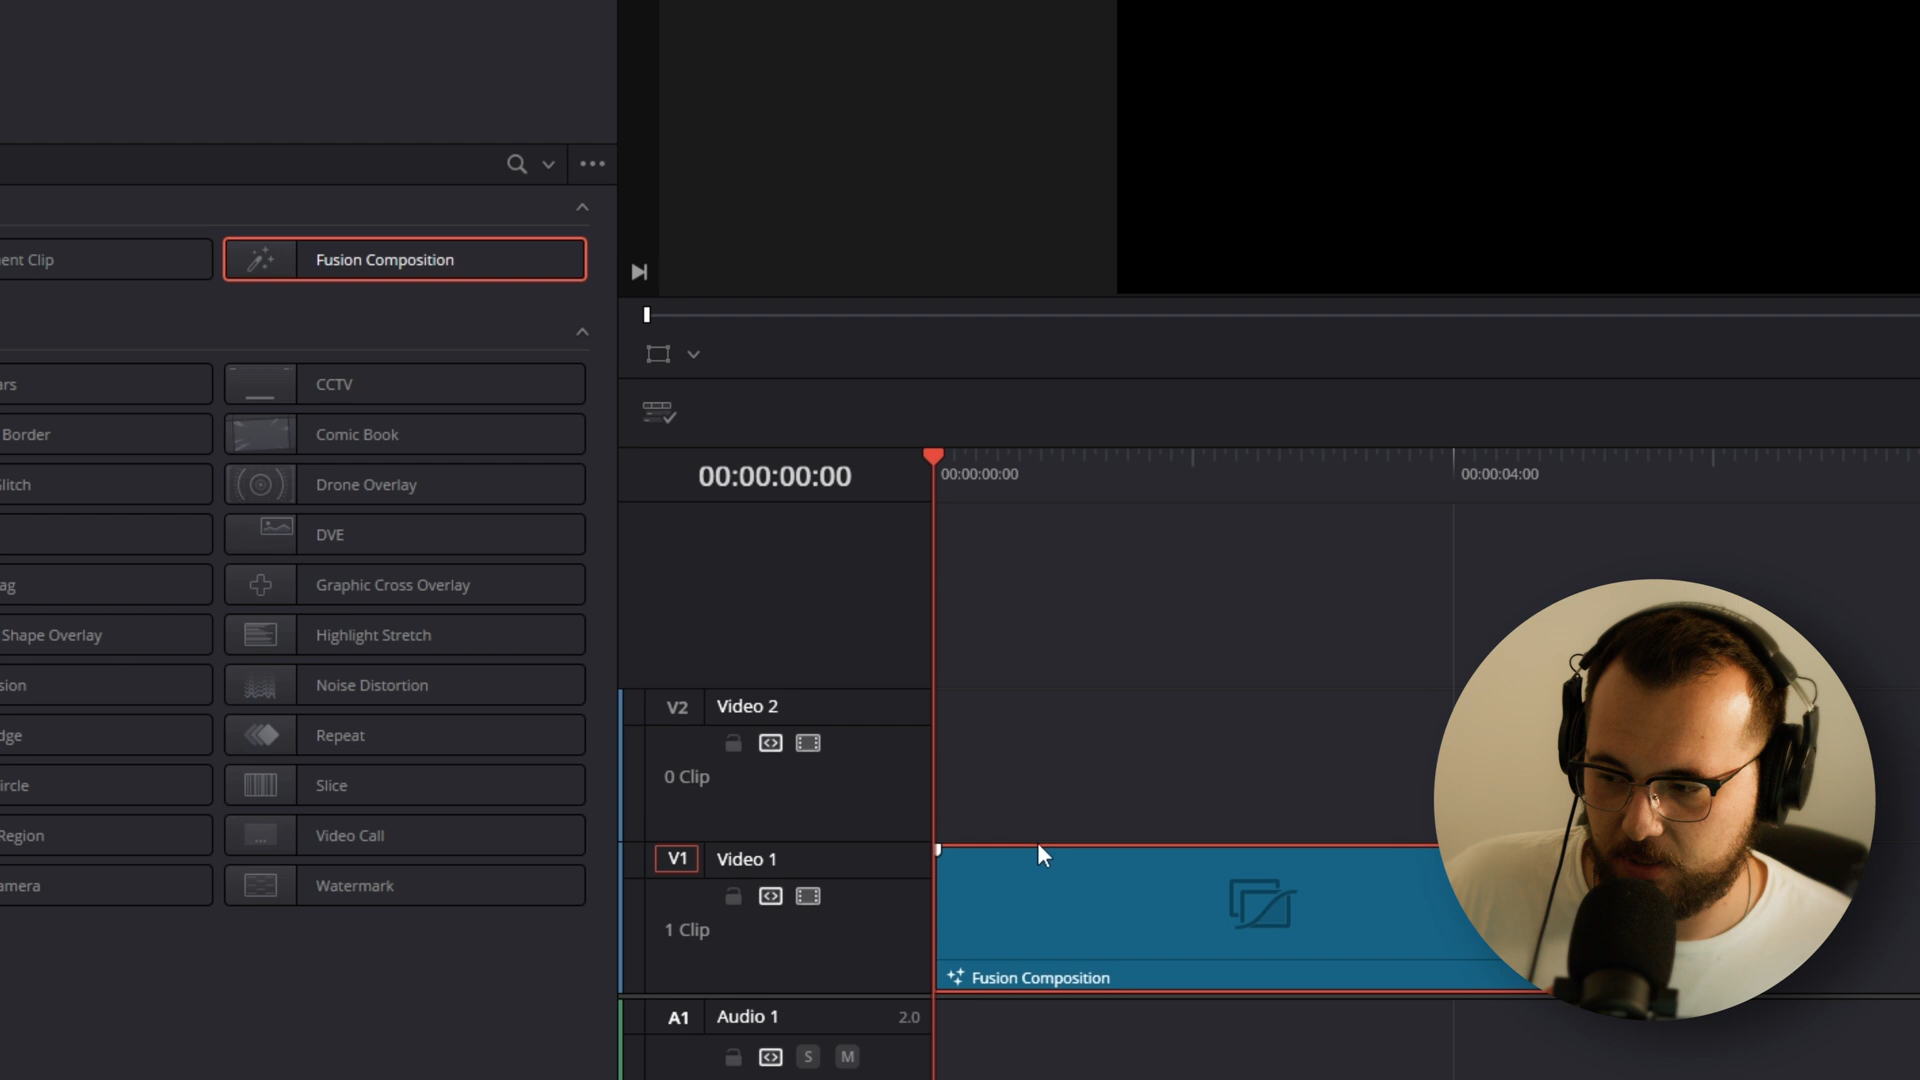 ent Clip
Fusion Composition
ars
CCTV
Border
Comic Book
Glitch
Drone Overlay
DVE
ag
Graphic Cross Overlay
Shape Overlay
Highlight Stretch
sion
Noise Distortion
dge
Repeat
ircle
Slice
Region
Video Call
amera
Watermark
00:00:00:00
00:00:00:00
00:00:04:00
V2
Video 2
0 Clip
V1
Video 1
1 Clip
Fusion Composition
A1
Audio 1
2.0
S
M